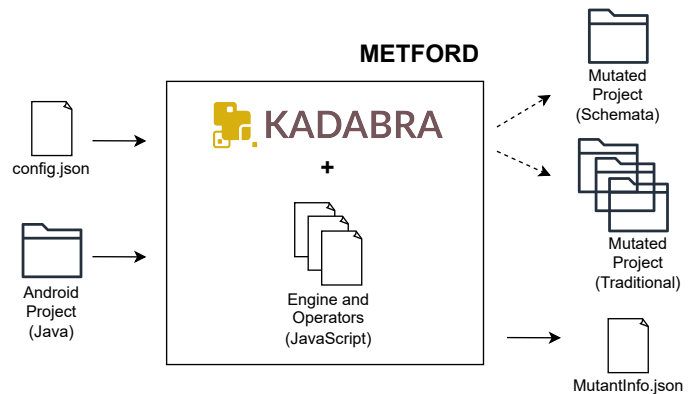 METFORD
config.json
Android
Project
(Java)
KADABRA
+
Engine and
Operators
(JavaScript)
Mutated
Project
(Schemata)
Mutated
Project
(Traditional)
MutantInfo.json